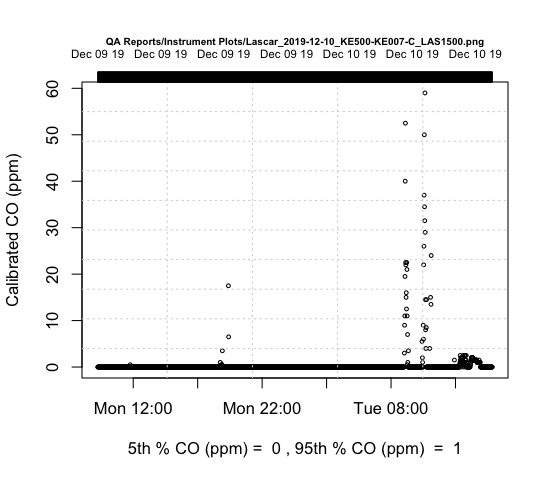 QA Reports/Instrument Plots/Lascar_2019-12-10_KE500-KE007-C_LAS1500.png
Dec 09 19 Dec 09 19 Dec 09 19 Dec 09 19 Dec 10 19 Dec 10 19 Dec 10 19
60
50
40
30
20
10
0
Calibrated CO (ppm)
Mon 12:00 Mon 22:00 Tue 08:00
5th % CO (ppm) = 0 , 95th % CO (ppm) = 1